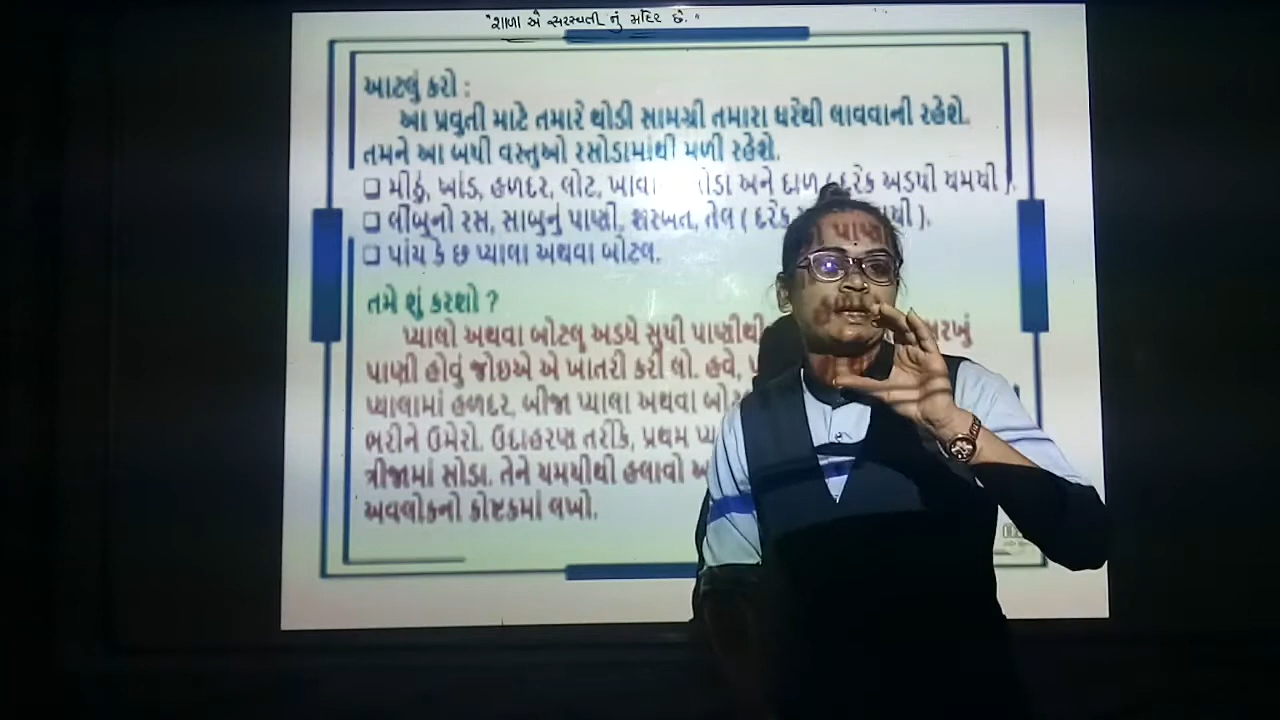 "શાળા એ સરસ્વતી નું મંદિર છે."
આટલું કરો :
આ પ્રવુતી માટે તમારે થોડી સામગ્રી તમારા ઘરેથી લાવવાની રહેશે.
તમને આ બધી વસ્તુઓ રસોડામાંથી મળી રહેશે.
❑ મીઠું, ખાંડ, હળદર, લોટ, ખાવા અને દાળ ( દરેક અડધી ચમચી ).
❑ લીંબુનો રસ, સાબુનું પાણી, શરબત, તેલ ( દરેક ).
❑ પાંચ કે છ પ્યાલા અથવા બોટલ.
તમે શું કરશો ?
પ્યાલો અથવા બોટલ અડધે સુધી પાણીથી
પાણી હોવું જોઇએ એ ખાતરી કરી લો. હવે,
પ્યાલામાં હળદર, બીજા પ્યાલા અથવા
ભરીને ઉમેરો. ઉદાહરણ તરીકે, પ્રથમ
ત્રીજામાં સોડા. તેને ચમચીથી હલાવો
અવલોકનો કોષ્ટકમાં લખો.